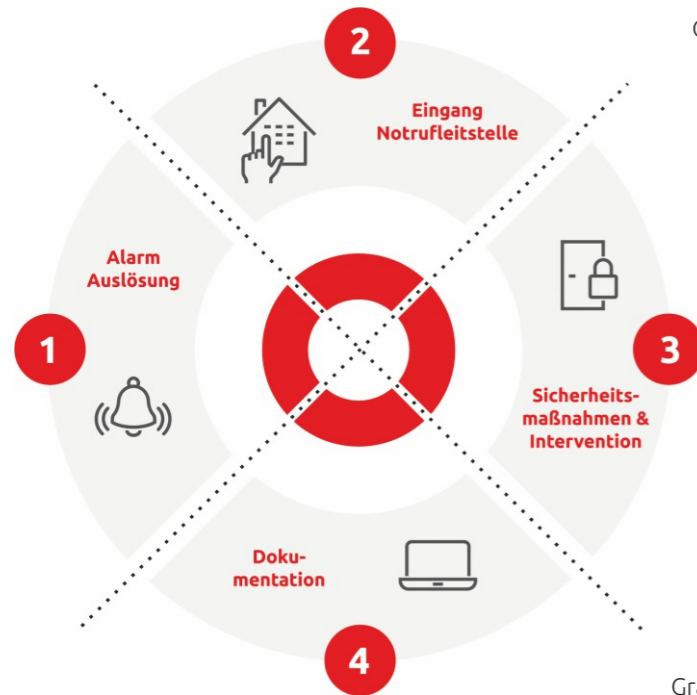 1
Alarm
Auslösung
2
Eingang
Notrufleitstelle
3
Sicherheits-
maßnahmen &
Intervention
4
Doku-
mentation